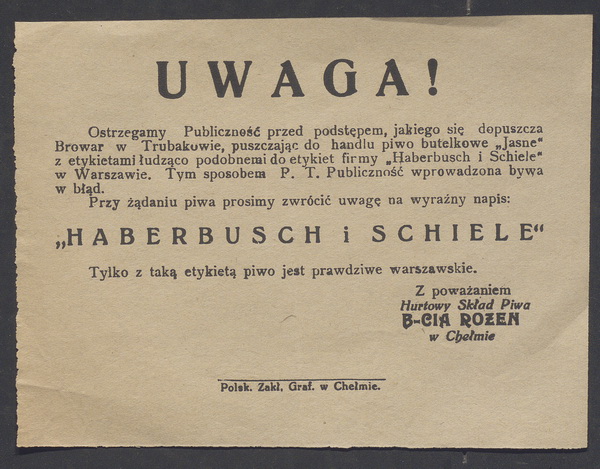 UWAGA!
Ostrzegamy Publiczność przed podstępem, jakiego się dopuszcza
Browar w Trubakowie, puszczając do handlu piwo butelkowe „Jasne"
z etykietami łudząco podobnemi do etykiet firmy „Haberbusch i Schiele"
w Warszawie. Tym sposobem P. T. Publiczność wprowadzona bywa
w błąd.
Przy żądaniu piwa prosimy zwrócić uwagę na wyraźny napis:
„HABERBUSCH i SCHIELE"
Tylko z taką etykietą piwo jest prawdziwe warszawskie.
Z poważaniem
Hurtowy Skład Piwa
B-CIA ROZEN
w Chełmie
Polsk. Zakł, Graf. w Chełmie.